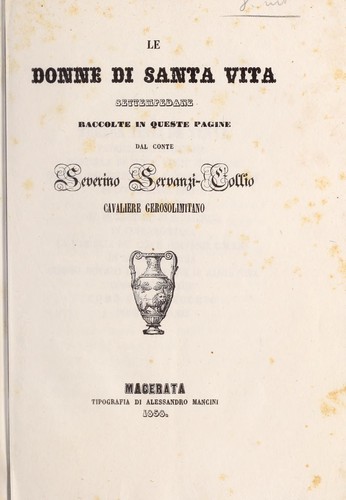 LE
DONNE DI SANTA VITA
SETTEMPEDANE
RACCOLTE IN QUESTE PAGINE
DAL CONTE
Severino Servanzi-Collio
CAVALIERE GEROSOLIMITANO
MACERATA
TIPOGRAFIA DI ALESSANDRO MANCINI
1850.